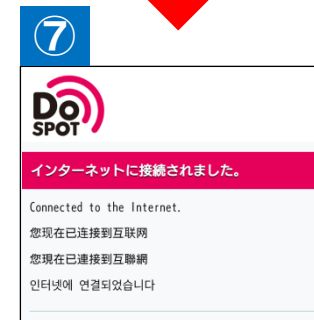 ⑦
Do
SPOT
インターネットに接続されました。
Connected to the Internet.
您现在已连接到互联网
您現在已連接到互聯網
인터넷에 연결되었습니다